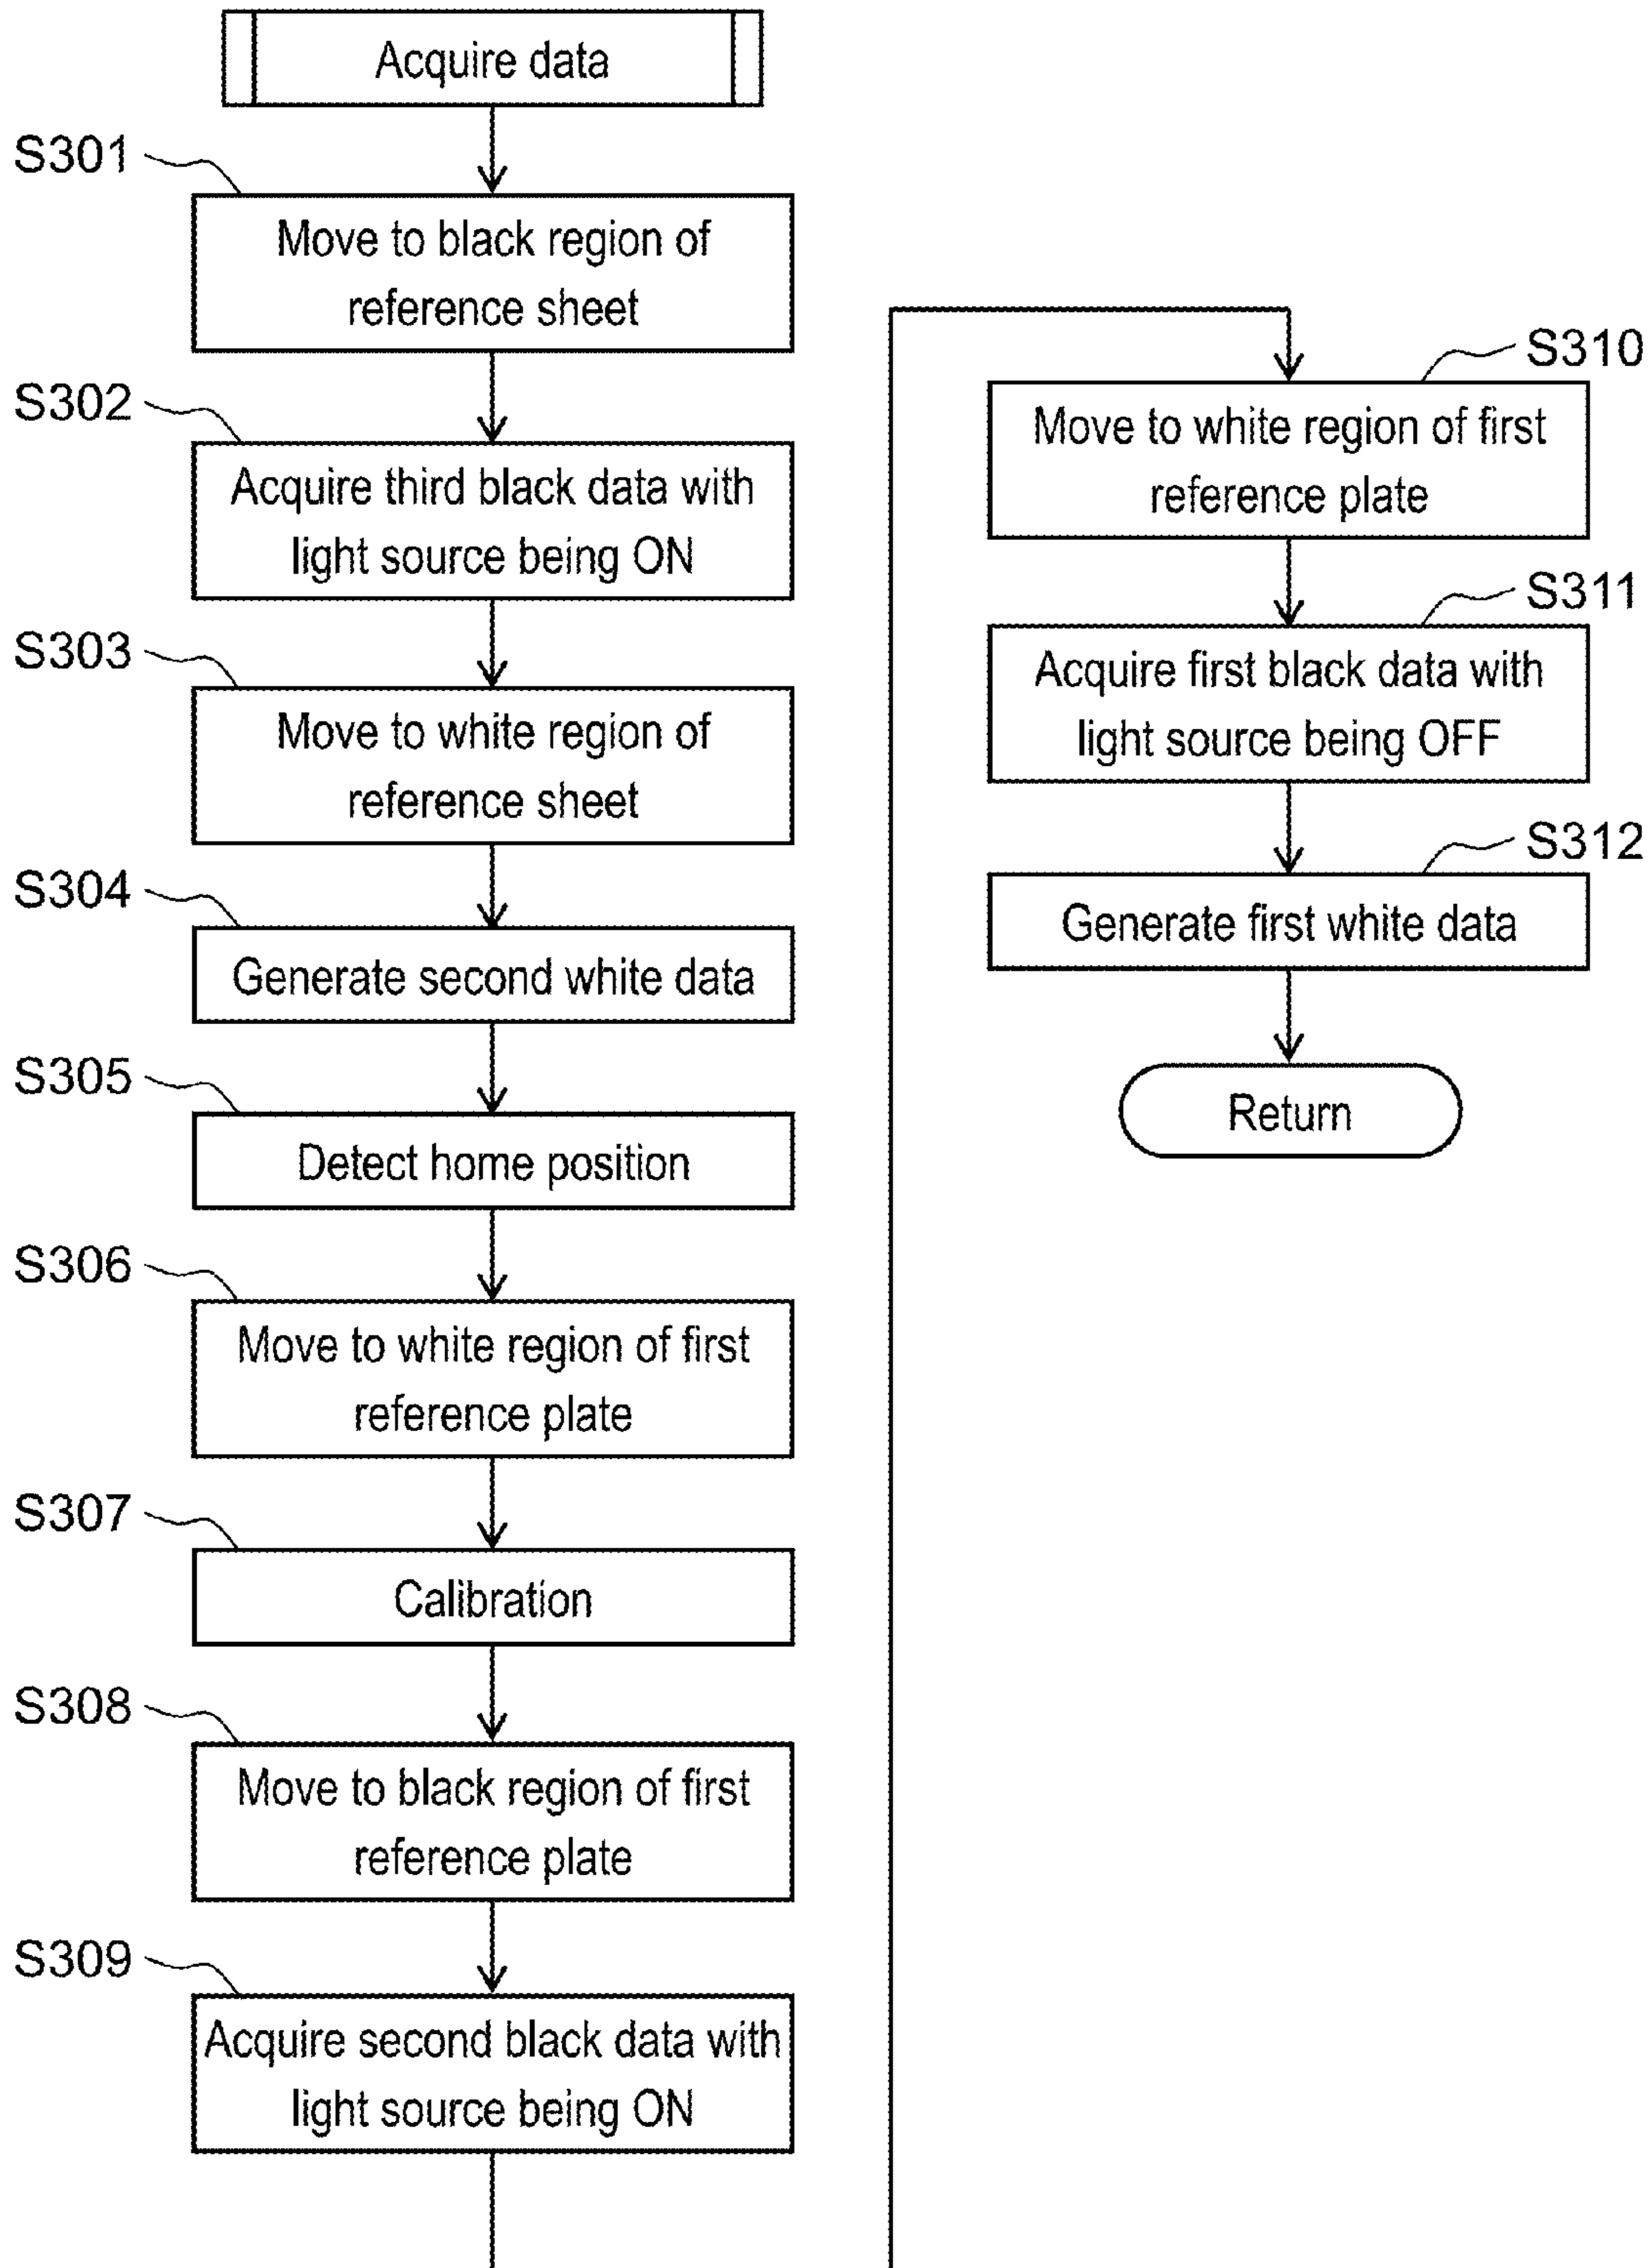 Acquire data
S301
Move to black region of
reference sheet
S302
Acquire third black data with
light source being ON
S303
Move to white region of
reference sheet
S304
Generate second white data
S305
Detect home position
S306
Move to white region of first
reference plate
S307
Calibration
S308
Move to black region of first
reference plate
S309
Acquire second black data with
light source being ON
S310
Move to white region of first
reference plate
S311
Acquire first black data with
light source being OFF
S312
Generate first white data
Return